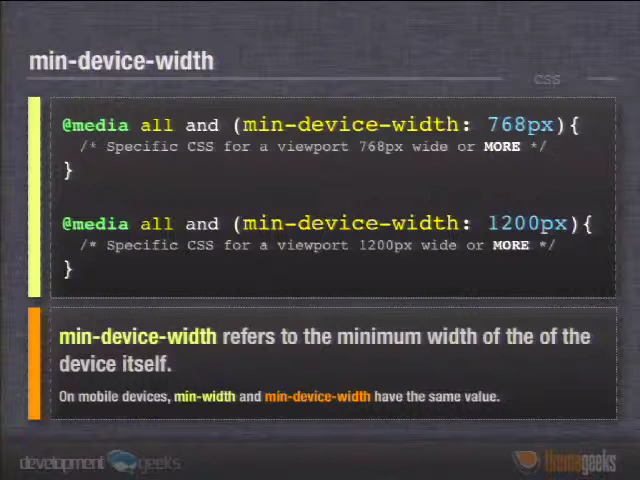 min-device-width
CSS
@media all and (min-device-width: 768px){
/* Specific CSS for a viewport 768px wide or MORE */
}
@media all and (min-device-width: 1200px){
/* Specific CSS for a viewport 1200px wide or MORE */
}
min-device-width refers to the minimum width of the of the
device itself.
On mobile devices, min-width and min-device-width have the same value.
development geeks
themegeeks